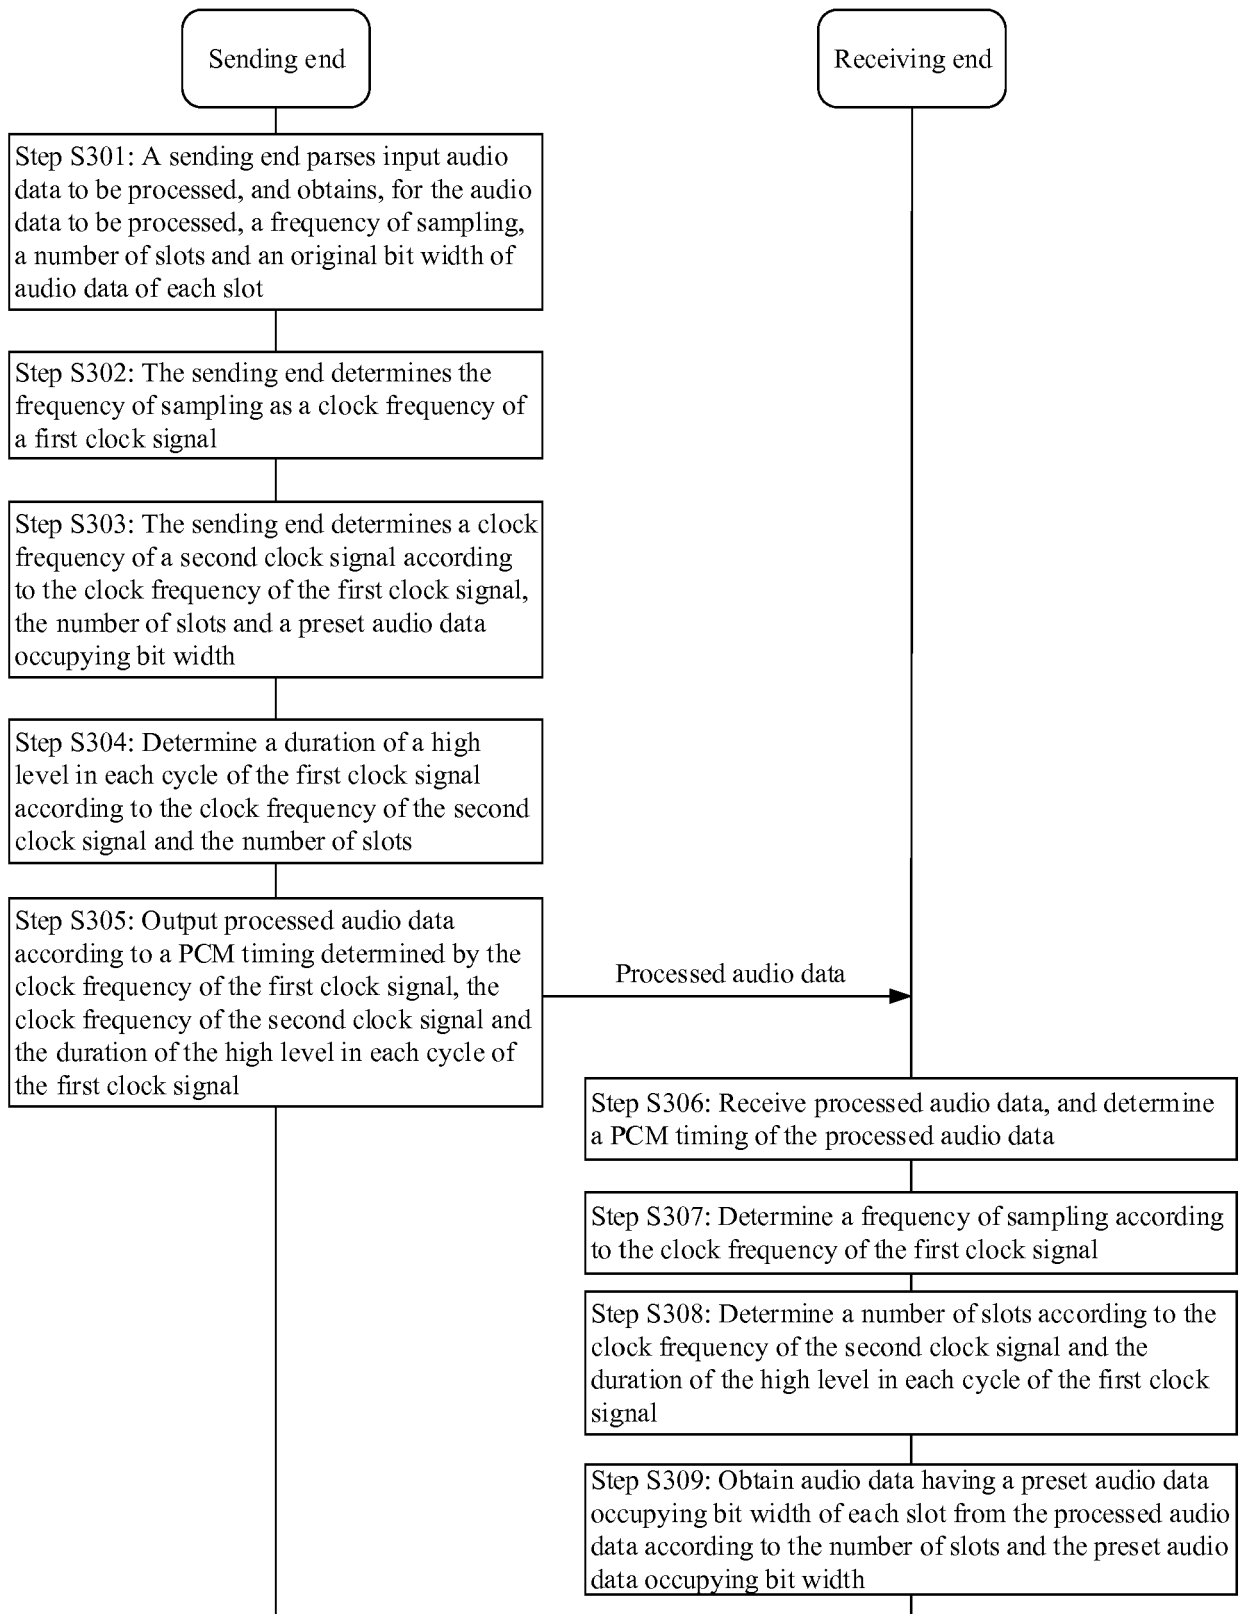 Sending end
Receiving end
Step S301: A sending end parses input audio
data to be processed, and obtains, for the audio
data to be processed, a frequency of sampling,
a number of slots and an original bit width of
audio data of each slot
Step S302: The sending end determines the
frequency of sampling as a clock frequency of
a first clock signal
Step S303: The sending end determines a clock
frequency of a second clock signal according
to the clock frequency of the first clock signal,
the number of slots and a preset audio data
occupying bit width
Step S304: Determine a duration of a high
level in each cycle of the first clock signal
according to the clock frequency of the second
clock signal and the number of slots
Step S305: Output processed audio data
according to a PCM timing determined by the
clock frequency of the first clock signal, the
clock frequency of the second clock signal and
the duration of the high level in each cycle of
the first clock signal
Processed audio data
Step S306: Receive processed audio data, and determine
a PCM timing of the processed audio data
Step S307: Determine a frequency of sampling according
to the clock frequency of the first clock signal
Step S308: Determine a number of slots according to the
clock frequency of the second clock signal and the
duration of the high level in each cycle of the first clock
signal
Step S309: Obtain audio data having a preset audio data
occupying bit width of each slot from the processed audio
data according to the number of slots and the preset audio
data occupying bit width